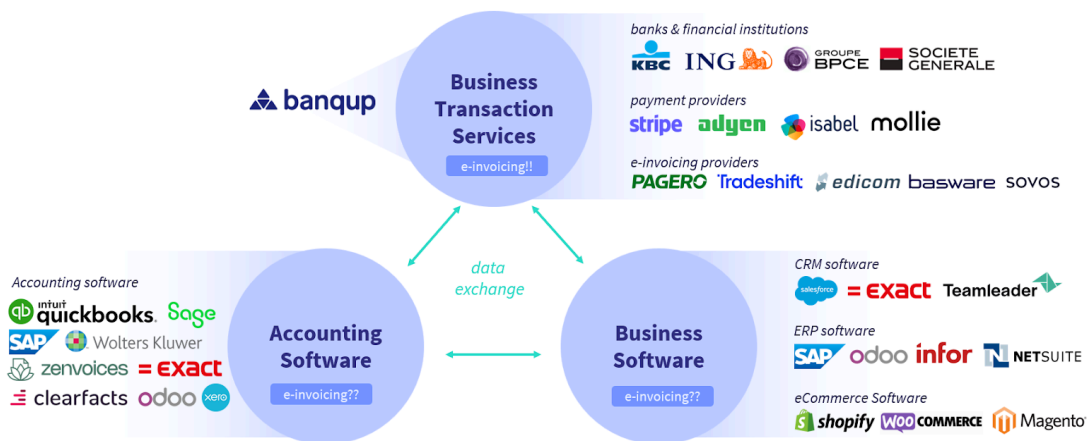 banks & financial institutions
KBC ING GROUPE BPCE SOCIETE GENERALE
banqup
Business
Transaction
Services
e-invoicing!!
payment providers
stripe adyen isabel mollie
e-invoicing providers
PAGERO Tradeshift edicom basware sovos
data
exchange
Accounting software
qb intuit quickbooks. Sage
SAP Wolters Kluwer
zenvoices = exact
clearfacts odoo xero
Accounting
Software
e-invoicing??
Business
Software
e-invoicing??
CRM software
salesforce = exact Teamleader
ERP software
SAP odoo infor N NETSUITE
eCommerce Software
shopify WOO COMMERCE Magento